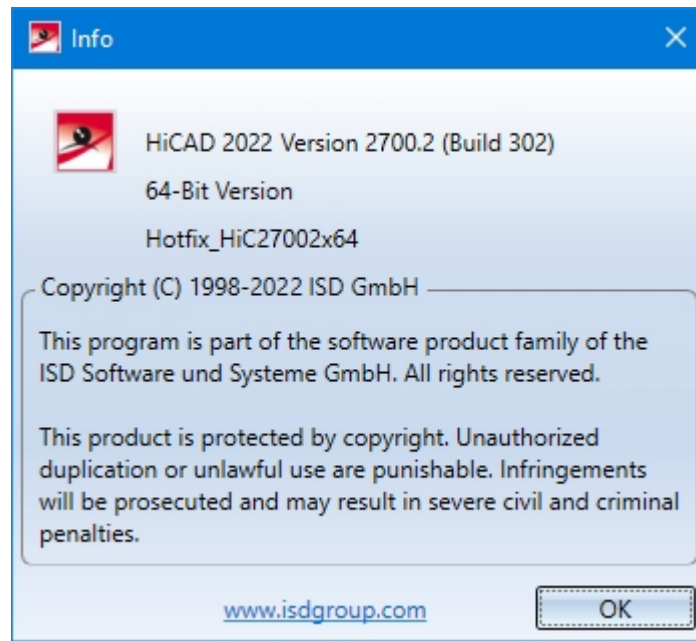 Info
HiCAD 2022 Version 2700.2 (Build 302)
64-Bit Version
Hotfix_HiC27002x64
Copyright (C) 1998-2022 ISD GmbH
This program is part of the software product family of the
ISD Software und Systeme GmbH. All rights reserved.
This product is protected by copyright. Unauthorized
duplication or unlawful use are punishable. Infringements
will be prosecuted and may result in severe civil and criminal
penalties.
www.isdgroup.com
OK